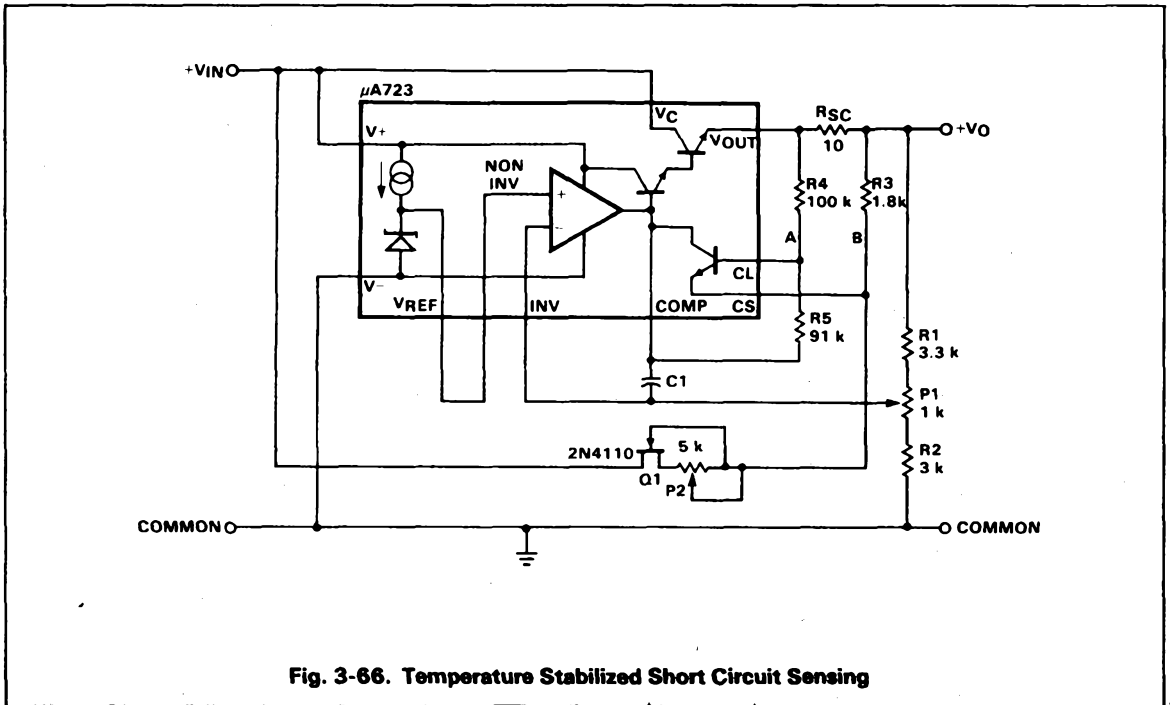 +VIN
μA723
VC
RSC
10
+VO
V+
VOUT
NON
INV
R4
100 k
R3
1.8k
+
−
A
B
CL
V−
VREF
INV
COMP
CS
R5
91 k
R1
3.3 k
C1
P1
1 k
2N4110
5 k
Q1
P2
R2
3 k
COMMON
COMMON
Fig. 3-66. Temperature Stabilized Short Circuit Sensing